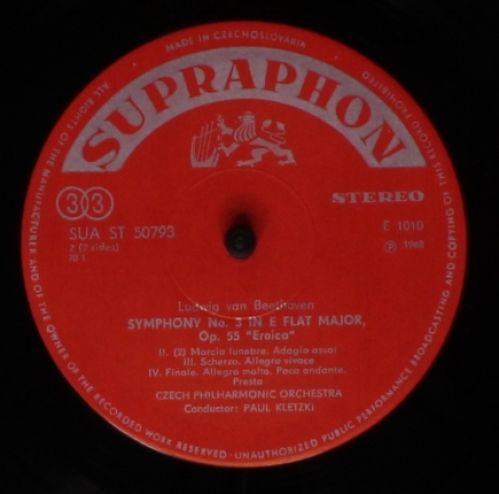 MADE IN CZECHOSLOVAKIA
ALL RIGHTS OF THE MANUFACTURER AND OF THE OWNER OF THE RECORDED WORK RESERVED - UNAUTHORIZED PUBLIC PERFORMANCE BROADCASTING AND COPYING OF THIS RECORD PROHIBITED
SUPRAPHON
33
STEREO
SUA ST 50793
E 1010
2 (2 sides)
℗ 1968
70 1
Ludwig van Beethoven
SYMPHONY No. 3 IN E FLAT MAJOR,
Op. 55 "Eroica"
II. (2) Marcia funebre. Adagio assai
III. Scherzo. Allegro vivace
IV. Finale. Allegro molto. Poco andante.
Presto
CZECH PHILHARMONIC ORCHESTRA
Conductor: PAUL KLETZKI